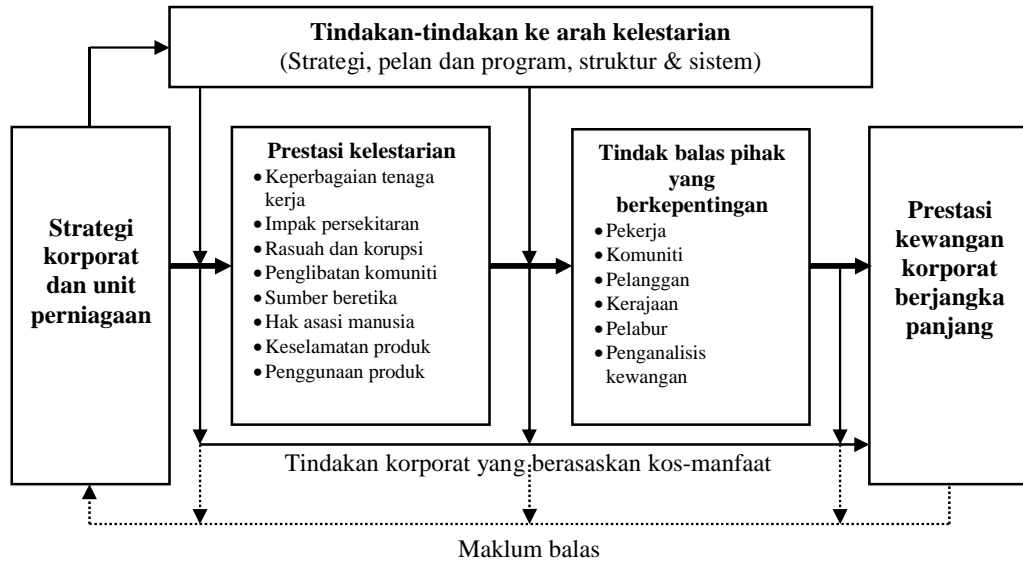 Tindakan-tindakan ke arah kelestarian
(Strategi, pelan dan program, struktur & sistem)
Strategi
korporat
dan unit
perniagaan
Prestasi kelestarian
• Keperbagaian tenaga
kerja
• Impak persekitaran
• Rasuah dan korupsi
• Penglibatan komuniti
• Sumber beretika
• Hak asasi manusia
• Keselamatan produk
• Penggunaan produk
Tindak balas pihak
yang
berkepentingan
• Pekerja
• Komuniti
• Pelanggan
• Kerajaan
• Pelabur
• Penganalisis
kewangan
Prestasi
kewangan
korporat
berjangka
panjang
Tindakan korporat yang berasaskan kos-manfaat
Maklum balas